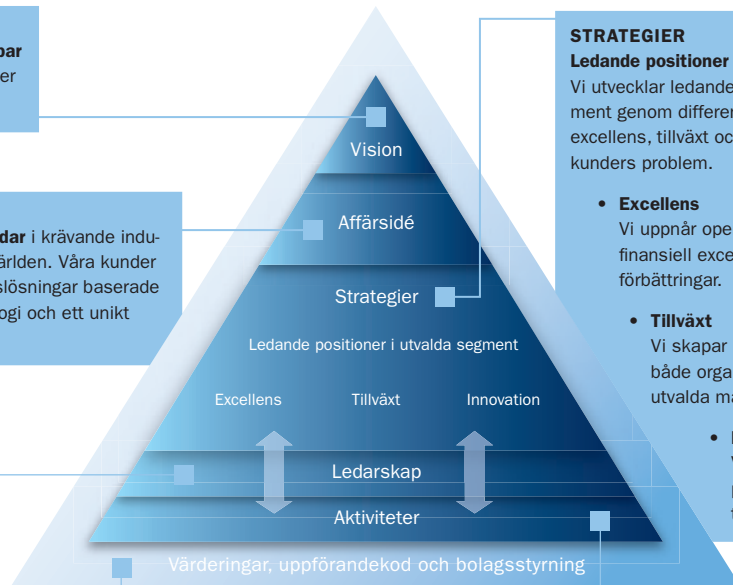 par
er
dar i krävande indu-
ärlden. Våra kunder
slösningar baserade
ogi och ett unikt
Vision
Affärsidé
Strategier
Ledande positioner i utvalda segment
Excellens Tillväxt Innovation
Ledarskap
Aktiviteter
Värderingar, uppförandekod och bolagsstyrning
STRATEGIER
Ledande positioner
Vi utvecklar ledande
ment genom differen
excellens, tillväxt oc
kunders problem.
• Excellens
Vi uppnår ope
finansiell exce
förbättringar.
• Tillväxt
Vi skapar
både orga
utvalda ma